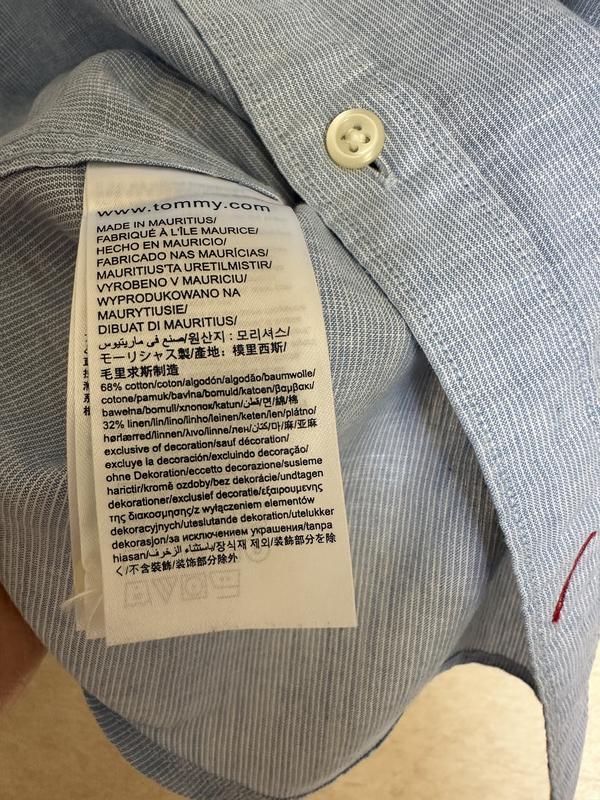 www.tommy.com
MADE IN MAURITIUS/
FABRIQUÉ À L'ÎLE MAURICE/
HECHO EN MAURICIO/
FABRICADO NAS MAURÍCIAS/
MAURITIUS'TA URETILMISTIR/
VYROBENO V MAURICIU/
WYPRODUKOWANO NA
MAURYTIUSIE/
DIBUAT DI MAURITIUS/
صنع في ماريتيوس/원산지 : 모리셔스/
モーリシャス製/產地：模里西斯/
毛里求斯制造
68% cotton/coton/algodón/algodão/baumwolle/
cotone/pamuk/bavlna/bomuld/katoen/βαμβακι/
bawełna/bomull/хлопок/katun/قطن/면/綿/棉
32% linen/lin/lino/linho/leinen/keten/len/plátno/
hørlærred/linnen/λινο/linne/лен/كتان/마/麻/亚麻
exclusive of decoration/sauf décoration/
excluye la decoración/excluindo decoração/
ohne Dekoration/eccetto decorazione/susieme
harictir/kromě ozdoby/bez dekorácie/undtagen
dekorationer/exclusief decoratie/εξαιρουμενης
της διακοσμησης/z wyłączeniem elementów
dekoracyjnych/uteslutande dekoration/utelukker
dekorasjon/за исключением украшения/tanpa
hiasan/باستثناء الزخرف/장식재 제외/装飾部分を除
く/不含裝飾/装饰部分除外